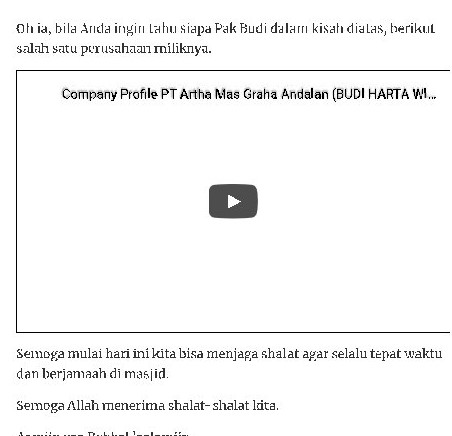 Oh ia, bila Anda ingin tahu siapa Pak Budi dalam kisah diatas, berikut
salah satu perusahaan miliknya.
Company Profile PT Artha Mas Graha Andalan (BUDI HARTA WI...
Semoga mulai hari ini kita bisa menjaga shalat agar selalu tepat waktu
dan berjamaah di masjid.
Semoga Allah menerima shalat-shalat kita.